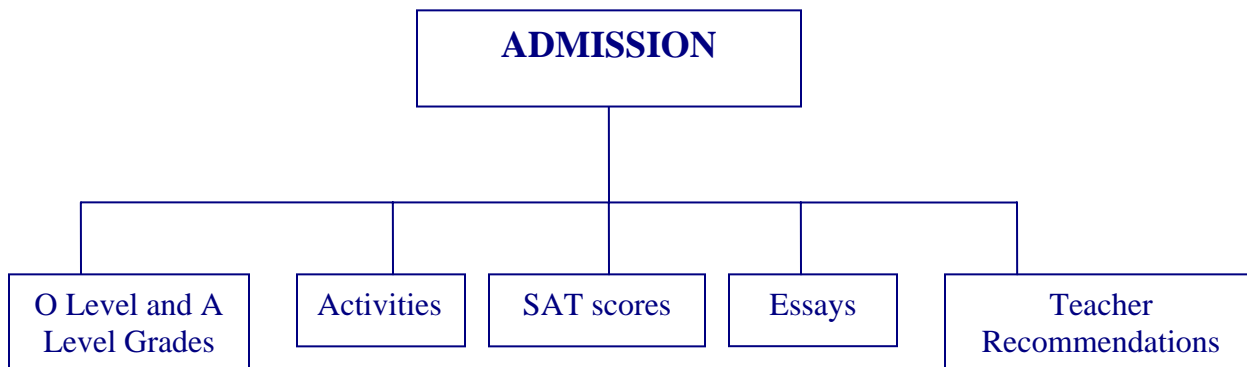 ADMISSION
O Level and A
Level Grades
Activities
SAT scores
Essays
Teacher
Recommendations